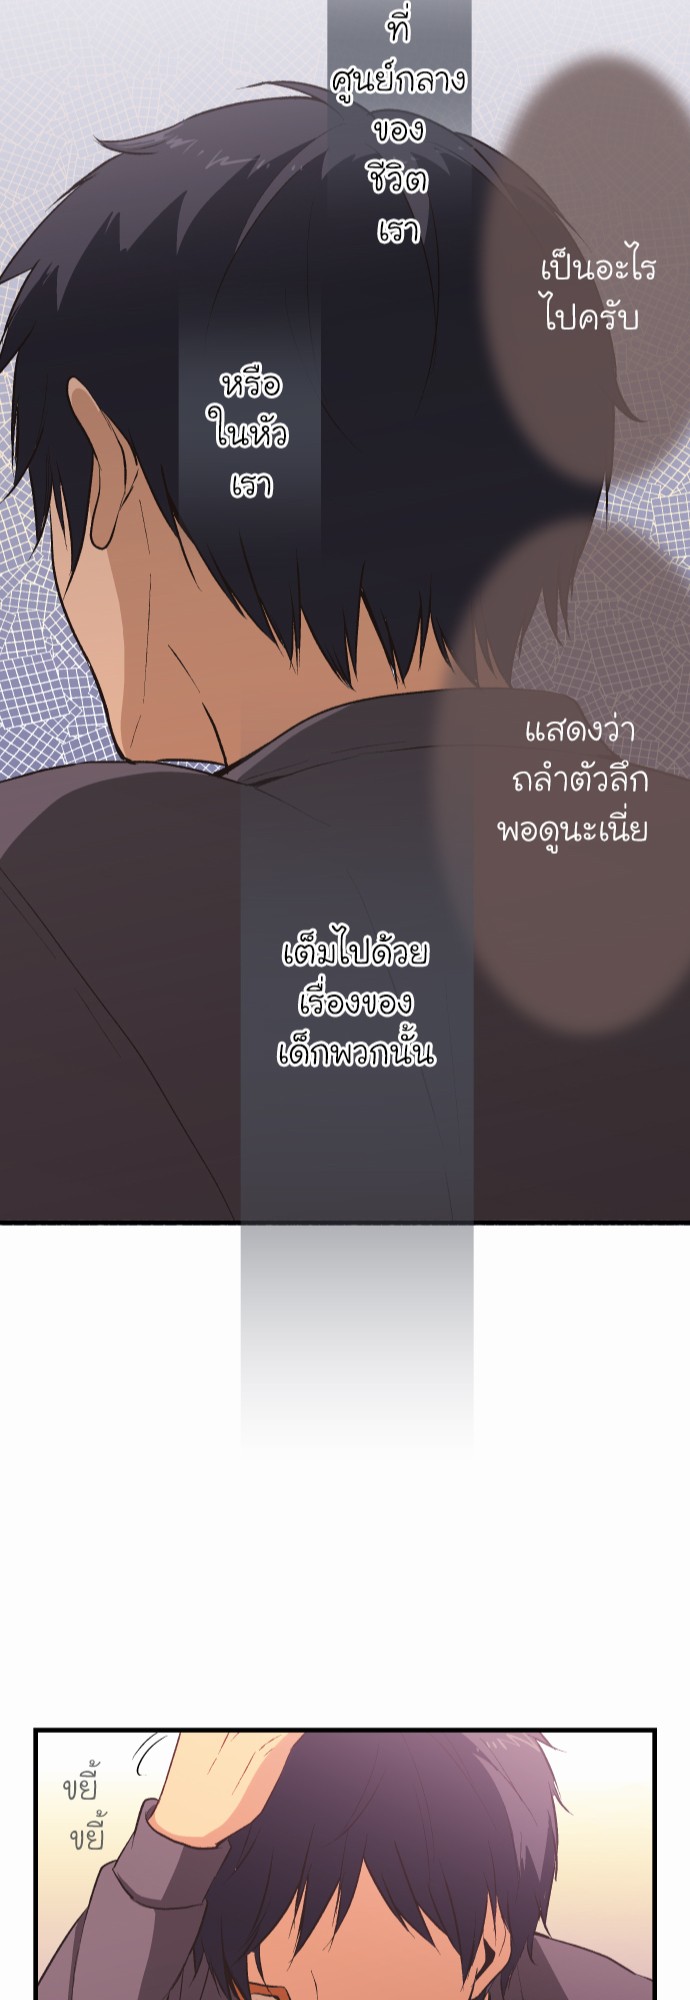 ที่
ศูนย์กลาง
ของ
ชีวิต
เรา
เป็นอะไร
ไปครับ
หรือ
ในหัว
เรา
แสดงว่า
ถลำตัวลึก
พอดูนะเนี่ย
เต็มไปด้วย
เรื่องของ
เด็กพวกนั้น
ขยี้
ขยี้